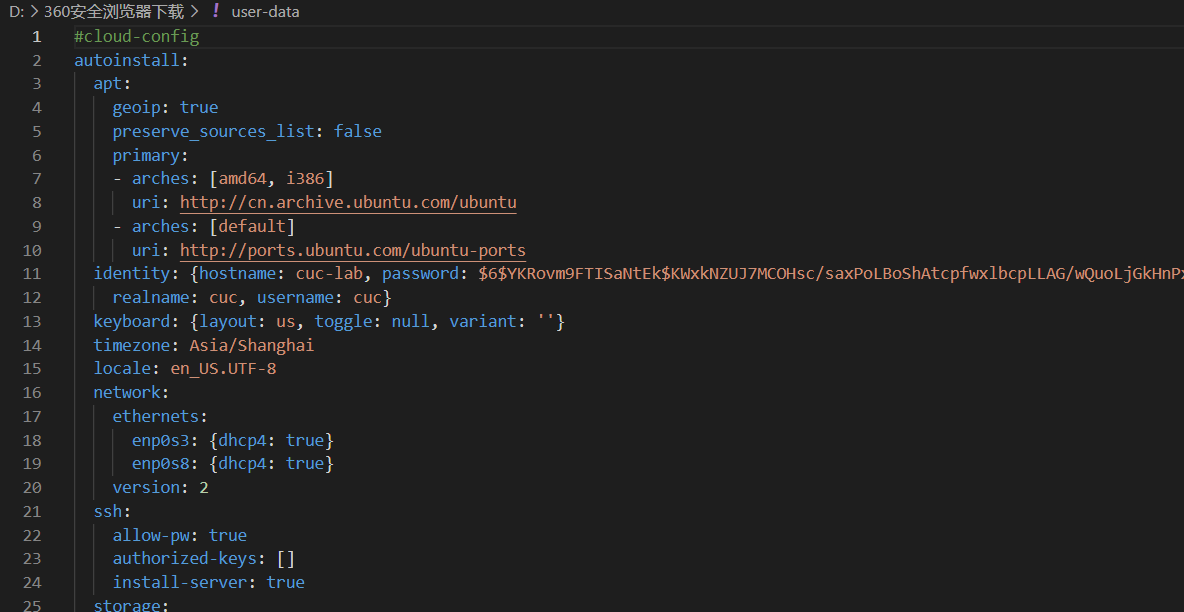 D: > 360安全浏览器下载 > ! user-data
1 #cloud-config
2 autoinstall:
3 apt:
4 geoip: true
5 preserve_sources_list: false
6 primary:
7 - arches: [amd64, i386]
8 uri: http://cn.archive.ubuntu.com/ubuntu
9 - arches: [default]
10 uri: http://ports.ubuntu.com/ubuntu-ports
11 identity: {hostname: cuc-lab, password: $6$YKRovm9FTISaNtEk$KWxkNZUJ7MCOHsc/saxPoLBoShAtcpfwxlbcpLLAG/wQuoLjGkHnPx
12 realname: cuc, username: cuc}
13 keyboard: {layout: us, toggle: null, variant: ''}
14 timezone: Asia/Shanghai
15 locale: en_US.UTF-8
16 network:
17 ethernets:
18 enp0s3: {dhcp4: true}
19 enp0s8: {dhcp4: true}
20 version: 2
21 ssh:
22 allow-pw: true
23 authorized-keys: []
24 install-server: true
25 storage: